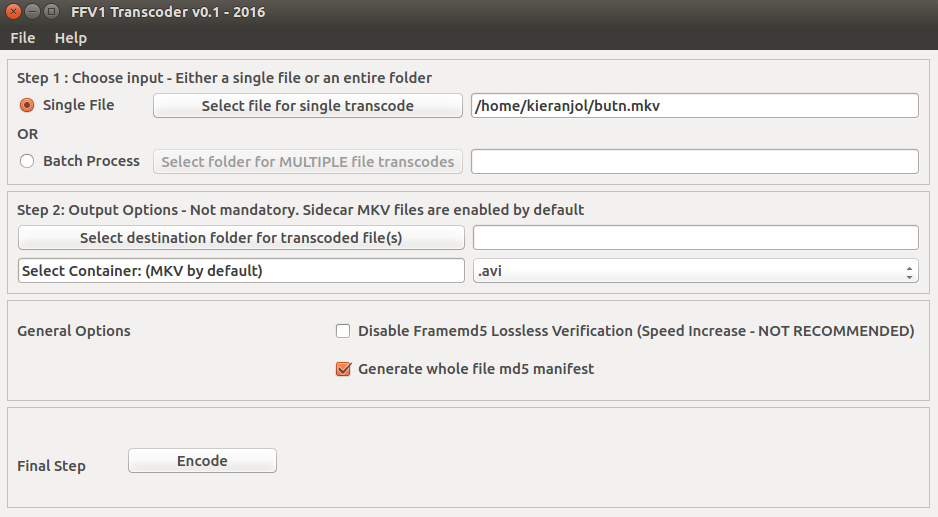 FFV1 Transcoder v0.1 - 2016
File Help
Step 1 : Choose input - Either a single file or an entire folder
Single File Select file for single transcode /home/kieranjol/butn.mkv
OR
Batch Process Select folder for MULTIPLE file transcodes
Step 2: Output Options - Not mandatory. Sidecar MKV files are enabled by default
Select destination folder for transcoded file(s)
Select Container: (MKV by default) .avi
General Options Disable Framemd5 Lossless Verification (Speed Increase - NOT RECOMMENDED)
Generate whole file md5 manifest
Final Step Encode